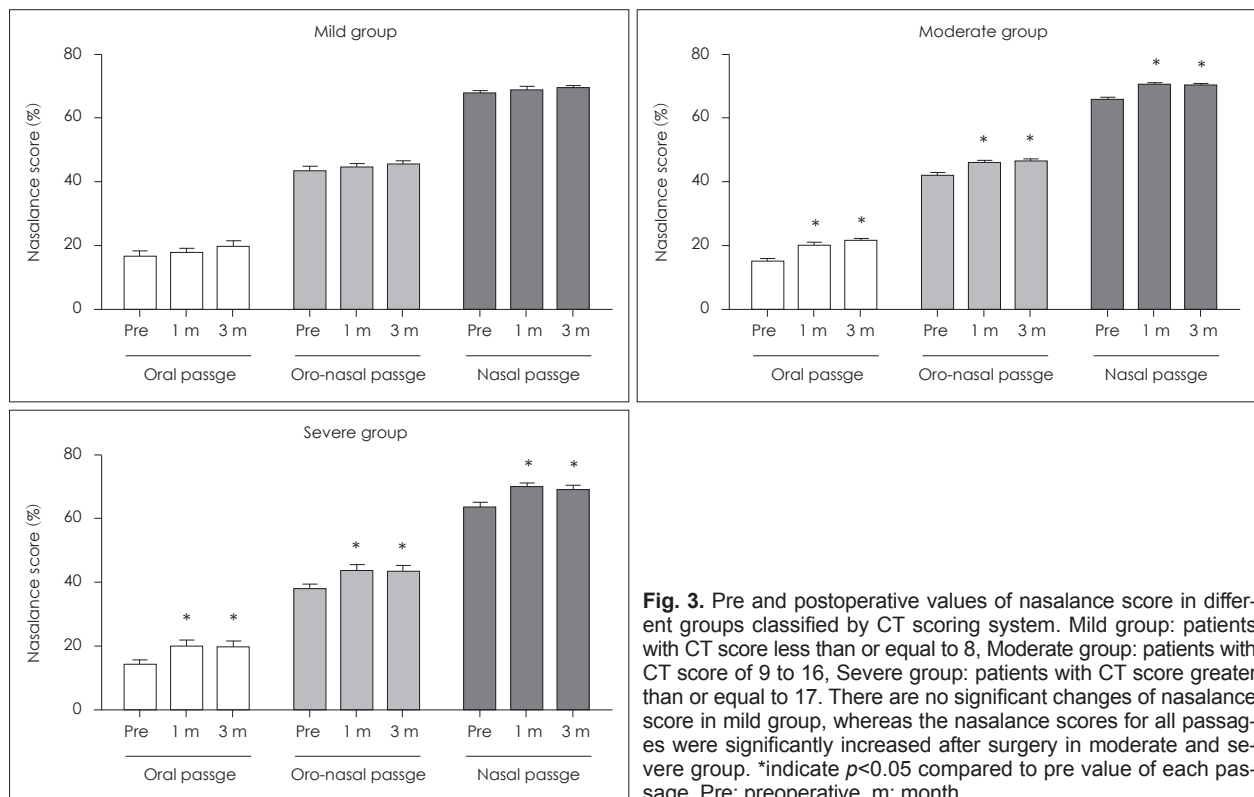 Mild group
80
60
40
20
0
Nasalance score (%)
Pre 1 m 3 m Pre 1 m 3 m Pre 1 m 3 m
Oral passge Oro-nasal passge Nasal passge
Moderate group
80
60
40
20
0
Nasalance score (%)
* * * * * *
Pre 1 m 3 m Pre 1 m 3 m Pre 1 m 3 m
Oral passge Oro-nasal passge Nasal passge
Severe group
80
60
40
20
0
Nasalance score (%)
* * * * * *
Pre 1 m 3 m Pre 1 m 3 m Pre 1 m 3 m
Oral passge Oro-nasal passge Nasal passge
Fig. 3. Pre and postoperative values of nasalance score in differ-
ent groups classified by CT scoring system. Mild group: patients
with CT score less than or equal to 8, Moderate group: patients with
CT score of 9 to 16, Severe group: patients with CT score greater
than or equal to 17. There are no significant changes of nasalance
score in mild group, whereas the nasalance scores for all passag-
es were significantly increased after surgery in moderate and se-
vere group. *indicate p<0.05 compared to pre value of each pas-
sage. Pre: preoperative, m: month.